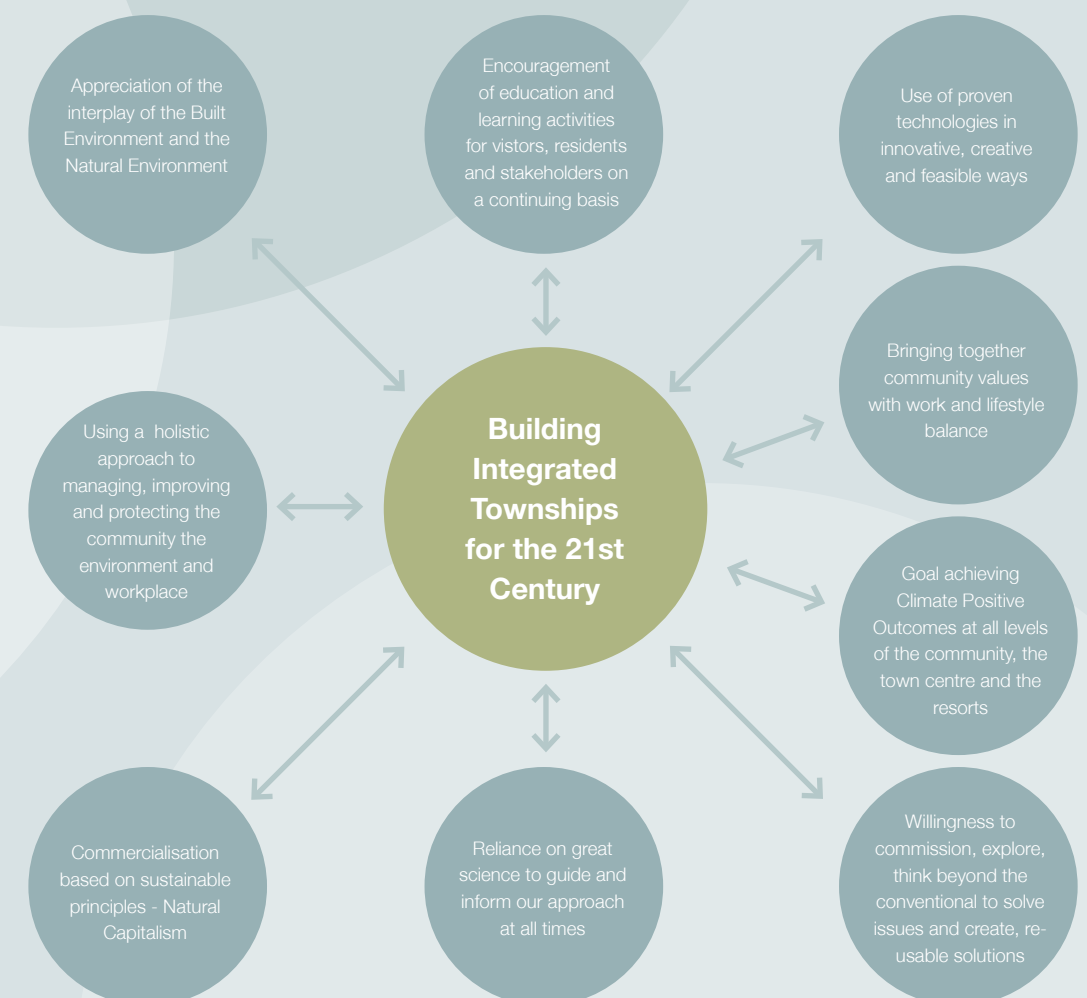 Appreciation of the
interplay of the Built
Environment and the
Natural Environment
Encouragement
of education and
learning activities
for vistors, residents
and stakeholders on
a continuing basis
Use of proven
technologies in
innovative, creative
and feasible ways
Bringing together
community values
with work and lifestyle
balance
Using a holistic
approach to
managing, improving
and protecting the
community the
environment and
workplace
Building
Integrated
Townships
for the 21st
Century
Goal achieving
Climate Positive
Outcomes at all levels
of the community, the
town centre and the
resorts
Commercialisation
based on sustainable
principles - Natural
Capitalism
Reliance on great
science to guide and
inform our approach
at all times
Willingness to
commission, explore,
think beyond the
conventional to solve
issues and create, re-
usable solutions